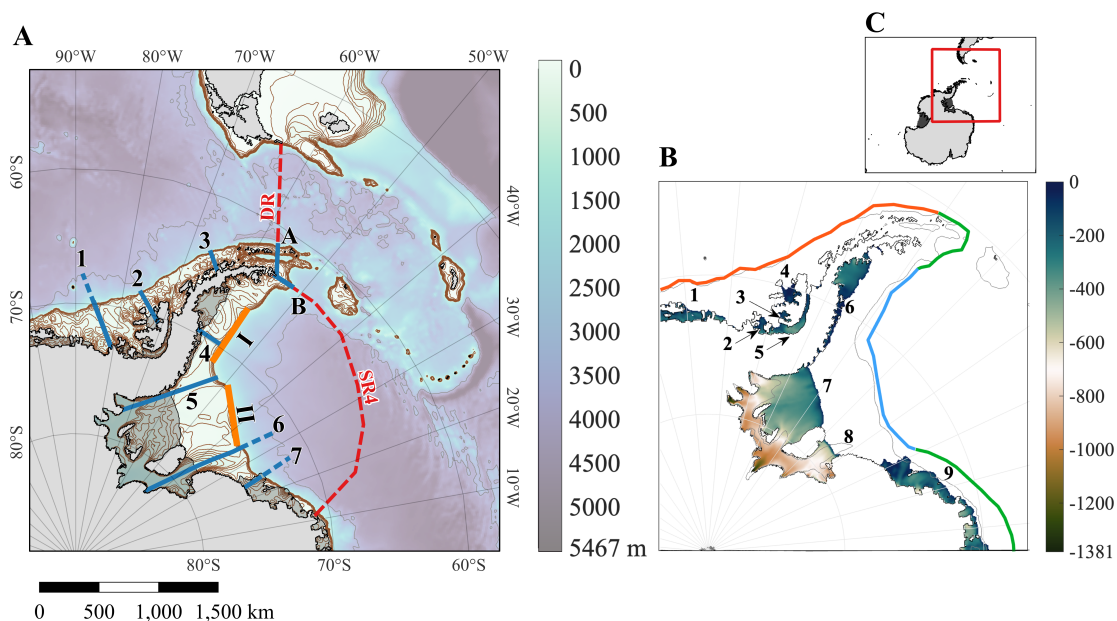 A
90°W
80°W
70°W
60°W
50°W
60°S
70°S
80°S
40°W
30°W
20°W
10°W
80°S
70°S
60°S
DR
SR4
A
B
1
2
3
4
5
6
7
I
II
0
500
1,000
1,500 km
0
500
1000
1500
2000
2500
3000
3500
4000
4500
5000
5467 m
C
B
1
2
3
4
5
6
7
8
9
0
-200
-400
-600
-800
-1000
-1200
-1381